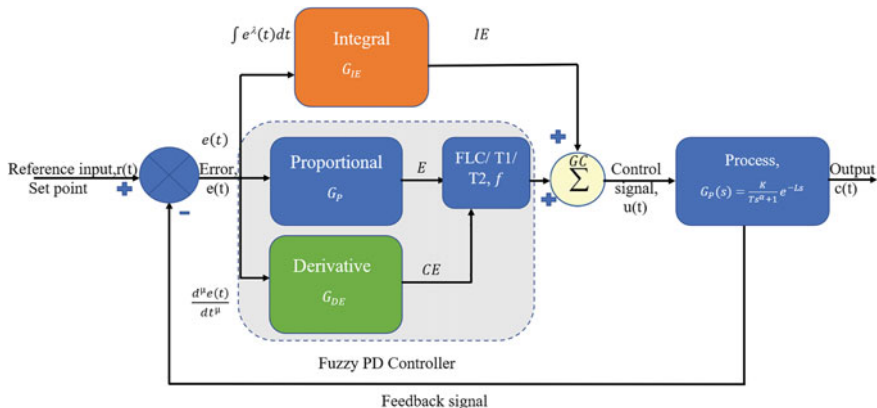 ∫ e^λ(t)dt
Integral
G_IE
IE
e(t)
Reference input,r(t)
Set point
+
-
Error,
e(t)
Proportional
G_P
E
FLC/ T1/
T2, f
+
+
GC
Σ
Control
signal,
u(t)
Process,
G_P(s) = K/(Ts^α+1) e^-Ls
Output
c(t)
Derivative
G_DE
CE
d^μ e(t)/dt^μ
Fuzzy PD Controller
Feedback signal